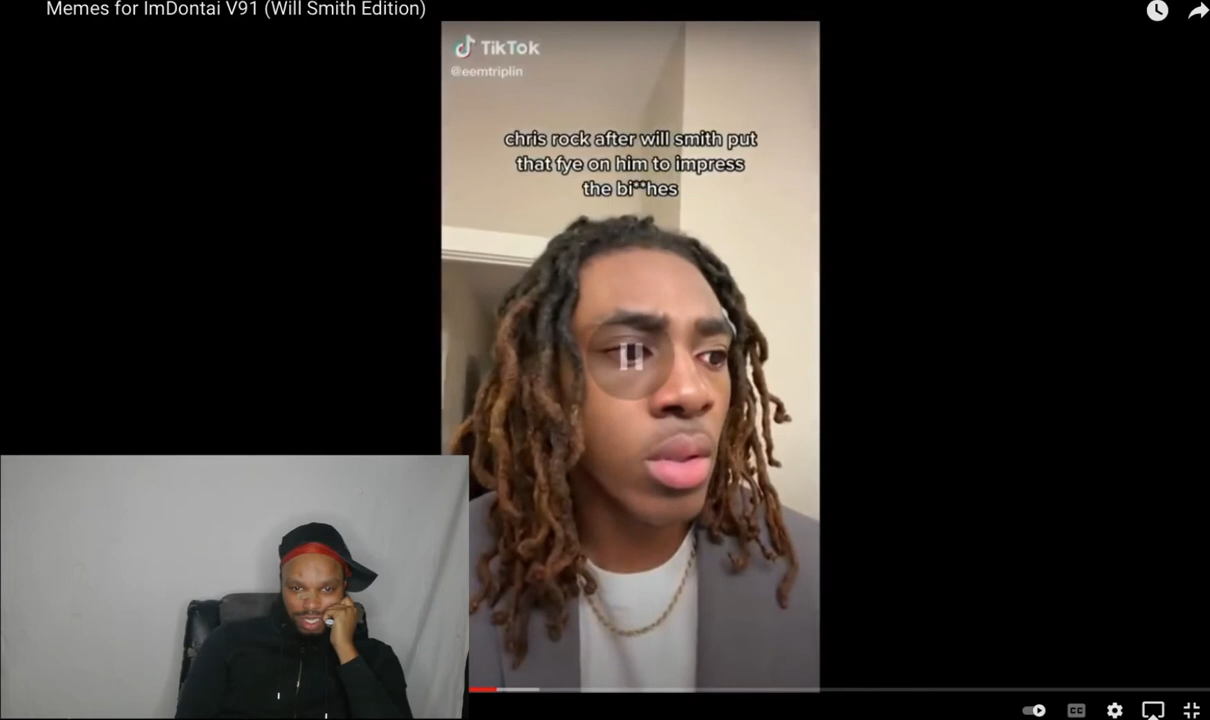 Memes for ImDontai V91 (Will Smith Edition)
TikTok
@eemtriplin
chris rock after will smith put
that fye on him to impress
the bi**hes
CC